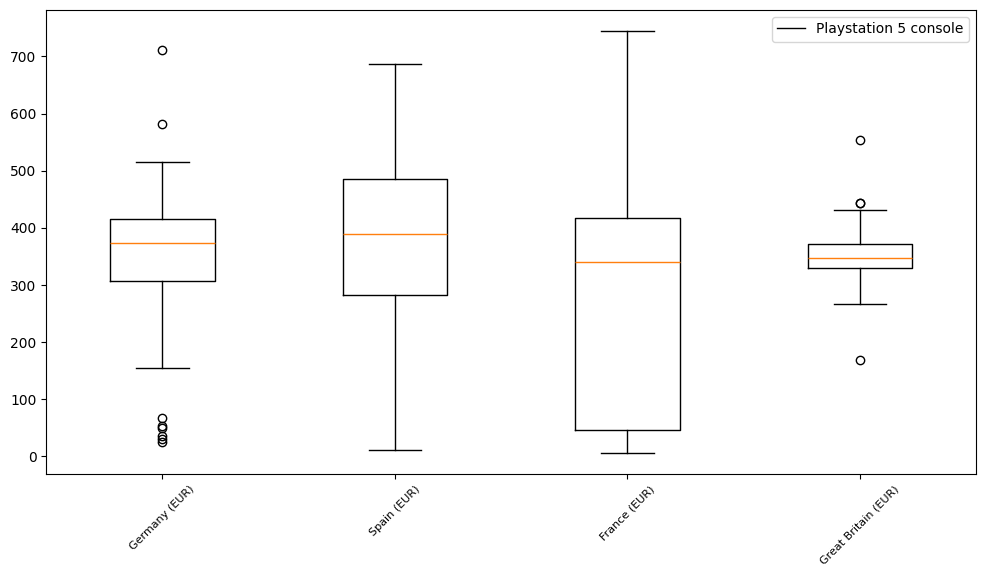 Playstation 5 console
700
600
500
400
300
200
100
0
Germany (EUR)
Spain (EUR)
France (EUR)
Great Britain (EUR)